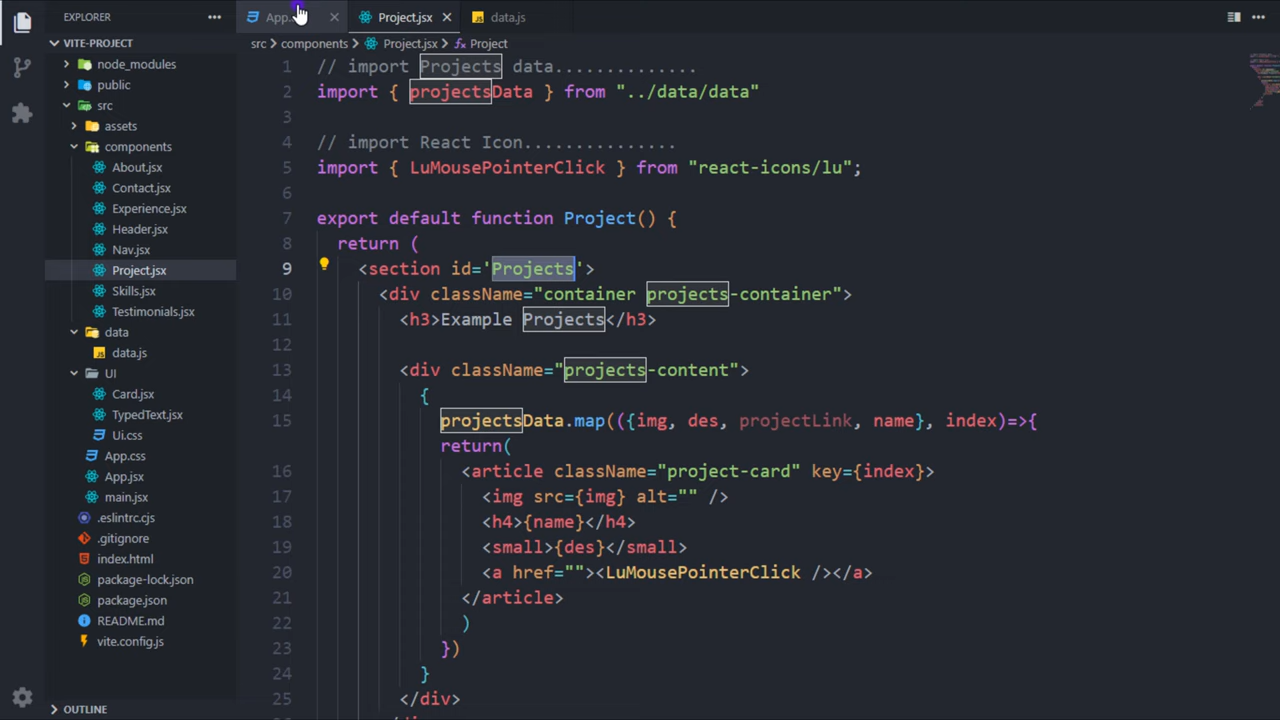 EXPLORER
VITE-PROJECT
node_modules
public
src
assets
components
About.jsx
Contact.jsx
Experience.jsx
Header.jsx
Nav.jsx
Project.jsx
Skills.jsx
Testimonials.jsx
data
data.js
UI
Card.jsx
TypedText.jsx
Ui.css
App.css
App.jsx
main.jsx
.eslintrc.cjs
.gitignore
index.html
package-lock.json
package.json
README.md
vite.config.js
OUTLINE
Project.jsx
data.js
src > components > Project.jsx > Project
1 // import Projects data..............
2 import { projectsData } from "../data/data"
3
4 // import React Icon...............
5 import { LuMousePointerClick } from "react-icons/lu";
6
7 export default function Project() {
8 return (
9 <section id='Projects'>
10 <div className="container projects-container">
11 <h3>Example Projects</h3>
12
13 <div className="projects-content">
14 {
15 projectsData.map(({img, des, projectLink, name}, index)=>{
return(
16 <article className="project-card" key={index}>
17 <img src={img} alt="" />
18 <h4>{name}</h4>
19 <small>{des}</small>
20 <a href=""><LuMousePointerClick /></a>
21 </article>
22 )
23 })
24 }
25 </div>